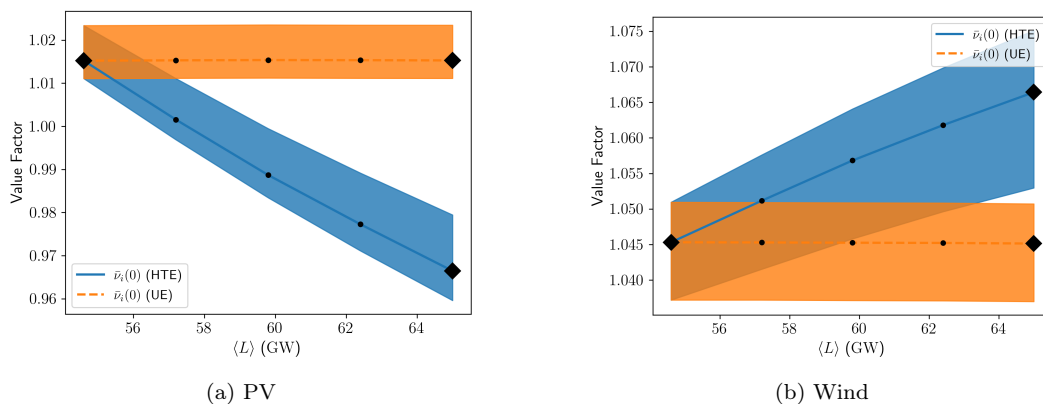 1.02
1.01
1.00
0.99
0.98
0.97
0.96
Value Factor
ν̄ᵢ(0) (HTE)
ν̄ᵢ(0) (UE)
56 58 60 62 64
⟨L⟩ (GW)
(a) PV
1.075
1.070
1.065
1.060
1.055
1.050
1.045
1.040
Value Factor
ν̄ᵢ(0) (HTE)
ν̄ᵢ(0) (UE)
56 58 60 62 64
⟨L⟩ (GW)
(b) Wind